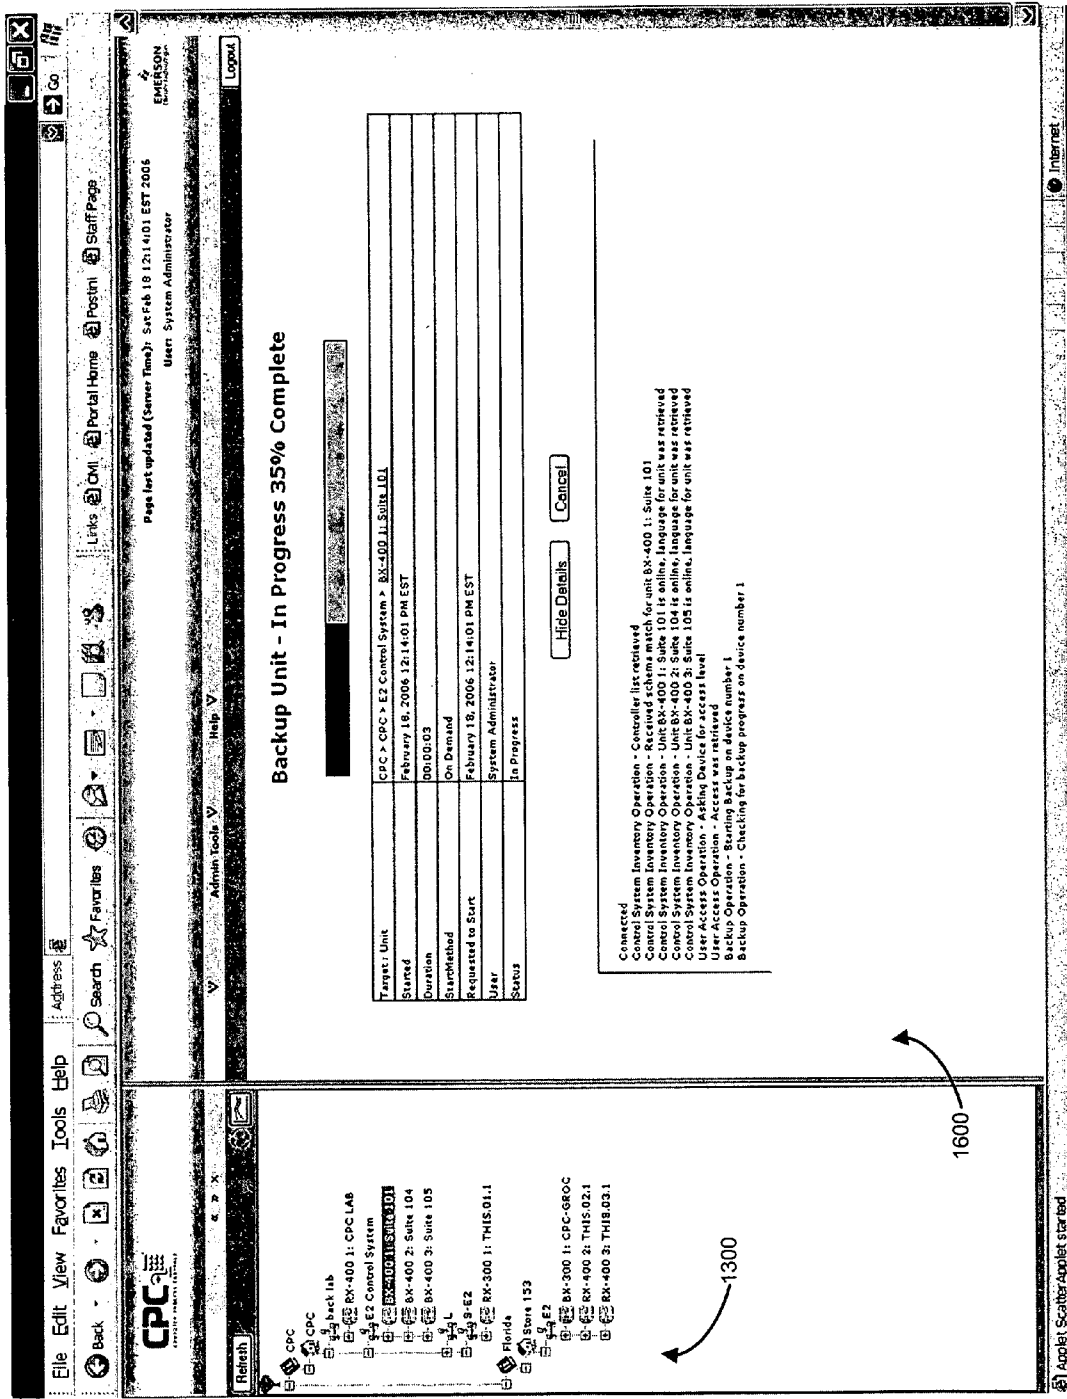 File Edit View Favorites Tools Help
Back Search Favorites
Address Go
Links CMI Portal Home Postini Staff Page
CPC
EMERSON
Page last updated (Server Time): Sat Feb 18 12:14:01 EST 2006
User: System Administrator
Admin Tools Help
Refresh
Logout
CPC
CPC
back lab
RX-400 1: CPC LAB
E2 Control System
BX-400 1: Suite 101
BX-400 2: Suite 104
BX-400 3: Suite 105
L
S-E2
RX-300 1: THIS.01.1
Florida
Store 153
E2
BX-300 1: CPC-GROC
RX-400 2: THIS.02.1
RX-400 3: THIS.03.1
1300
Backup Unit - In Progress 35% Complete
Target: Unit CPC > CPC > E2 Control System > BX-400 1: Suite 101
Started February 18, 2006 12:14:01 PM EST
Duration 00:00:03
StartMethod On Demand
Requested to Start February 18, 2006 12:14:01 PM EST
User System Administrator
Status In Progress
Hide Details Cancel
Connected
Control System Inventory Operation - Controller list retrieved
Control System Inventory Operation - Received schema match for unit BX-400 1: Suite 101
Control System Inventory Operation - Unit BX-400 1: Suite 101 is online, language for unit was retrieved
Control System Inventory Operation - Unit BX-400 2: Suite 104 is online, language for unit was retrieved
Control System Inventory Operation - Unit BX-400 3: Suite 105 is online, language for unit was retrieved
User Access Operation - Asking Device for access level
User Access Operation - Access was retrieved
Backup Operation - Starting Backup on device number 1
Backup Operation - Checking for backup progress on device number 1
1600
Applet ScatterApplet started
Internet